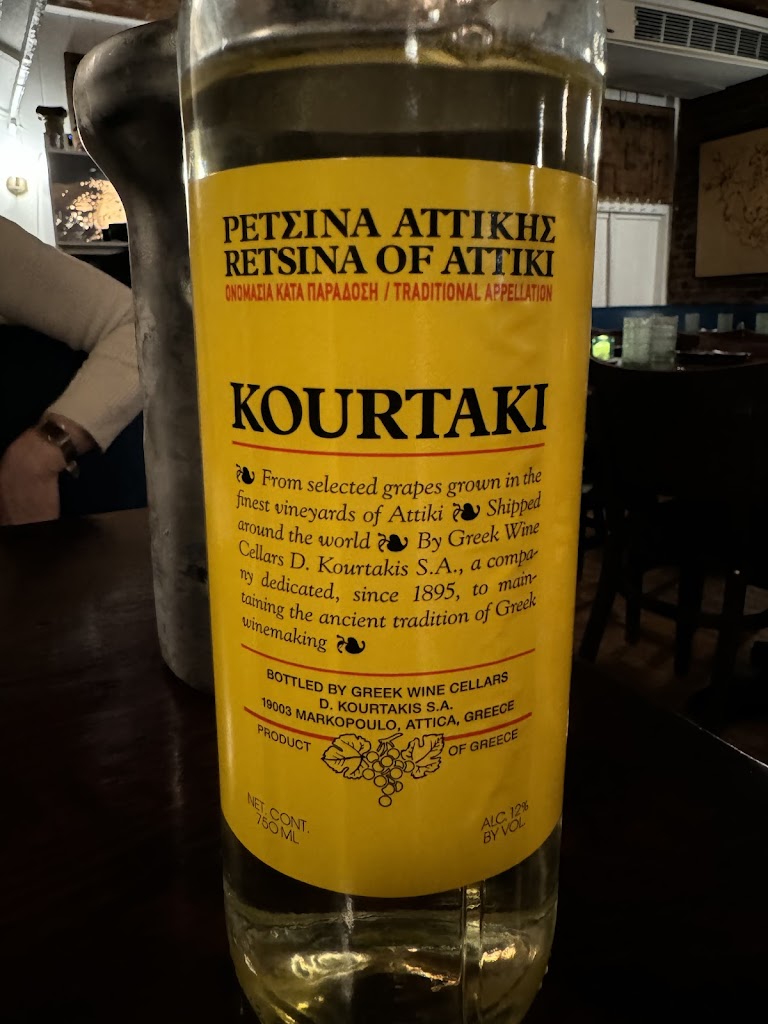 ΡΕΤΣΙΝΑ ΑΤΤΙΚΗΣ
RETSINA OF ATTIKI
ΟΝΟΜΑΣΙΑ ΚΑΤΑ ΠΑΡΑΔΟΣΗ / TRADITIONAL APPELLATION
KOURTAKI
From selected grapes grown in the
finest vineyards of Attiki Shipped
around the world By Greek Wine
Cellars D. Kourtakis S.A., a compa-
ny dedicated, since 1895, to main-
taining the ancient tradition of Greek
winemaking
BOTTLED BY GREEK WINE CELLARS
D. KOURTAKIS S.A.
19003 MARKOPOULO, ATTICA, GREECE
PRODUCT OF GREECE
NET. CONT.
750 ML
ALC. 12%
BY VOL.